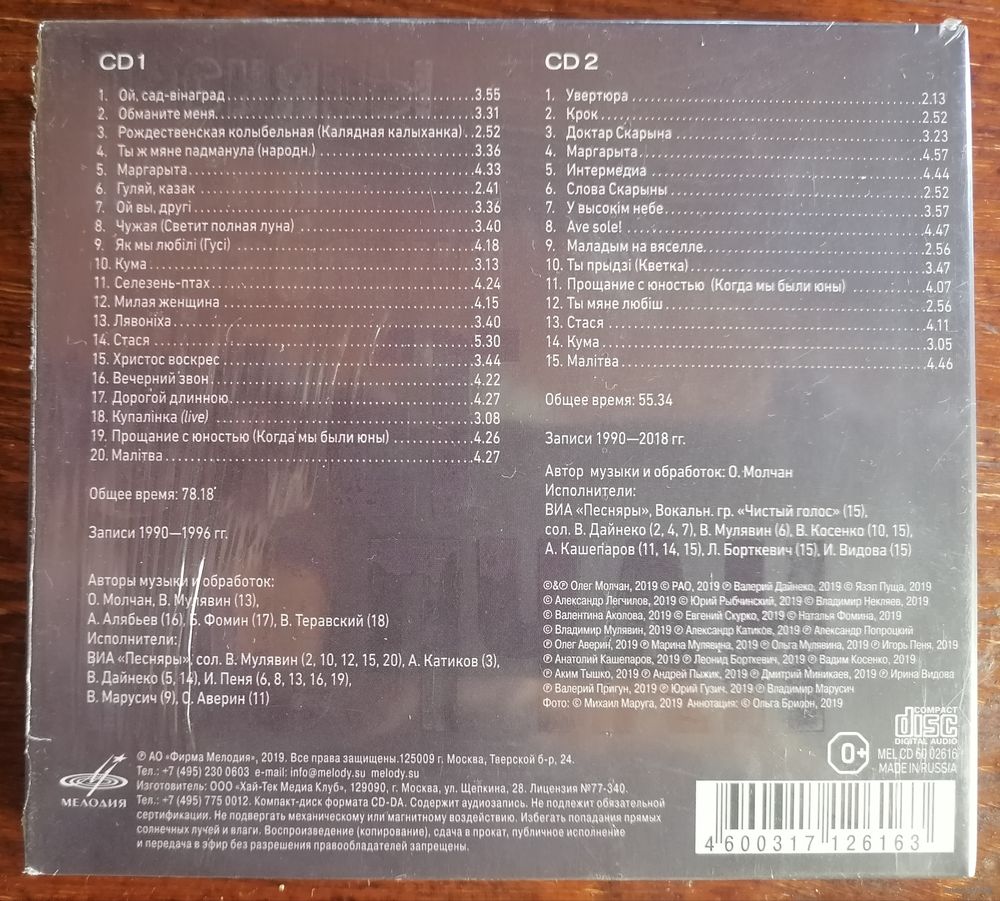 CD 1
1. Ой, сад-вінаград 3.55
2. Обманите меня 3.31
3. Рождественская колыбельная (Калядная калыханка) 2.52
4. Ты ж мяне падманула (народн.) 3.36
5. Маргарыта 4.33
6. Гуляй, казак 2.41
7. Ой вы, другі 3.36
8. Чужая (Светит полная луна) 3.40
9. Як мы любілі (Гусі) 4.18
10. Кума 3.13
11. Селезень-птах 4.24
12. Милая женщина 4.15
13. Лявоніха 3.40
14. Стася 5.30
15. Христос воскрес 3.44
16. Вечерний звон 4.22
17. Дорогой длинною 4.27
18. Купалінка (live) 3.08
19. Прощание с юностью (Когда мы были юны) 4.26
20. Малітва 4.27
Общее время: 78.18
Записи 1990—1996 гг.
Авторы музыки и обработок:
О. Молчан, В. Мулявин (13),
А. Алябьев (16), Б. Фомин (17), В. Теравский (18)
Исполнители:
ВИА «Песняры», сол. В. Мулявин (2, 10, 12, 15, 20), А. Катиков (3),
В. Дайнеко (5, 14), И. Пеня (6, 8, 13, 16, 19),
В. Марусич (9), О. Аверин (11)
CD 2
1. Увертюра 2.13
2. Крок 2.52
3. Доктар Скарына 3.23
4. Маргарыта 4.57
5. Интермедиа 4.44
6. Слова Скарыны 2.52
7. У высокім небе 3.57
8. Ave sole! 4.47
9. Маладым на вяселле 2.56
10. Ты прыдзі (Кветка) 3.47
11. Прощание с юностью (Когда мы были юны) 4.07
12. Ты мяне любіш 2.56
13. Стася 4.11
14. Кума 3.05
15. Малітва 4.46
Общее время: 55.34
Записи 1990—2018 гг.
Автор музыки и обработок: О. Молчан
Исполнители:
ВИА «Песняры», Вокальн. гр. «Чистый голос» (15),
сол. В. Дайнеко (2, 4, 7), В. Мулявин (6), В. Косенко (10, 15),
А. Кашепаров (11, 14, 15), Л. Борткевич (15), И. Видова (15)
©&℗ Олег Молчан, 2019 © РАО, 2019 ℗ Валерий Дайнеко, 2019 © Язэп Пуща, 2019
© Александр Легчилов, 2019 © Юрий Рыбчинский, 2019 © Владимир Некляев, 2019
© Валентина Аколова, 2019 © Евгений Скурко, 2019 © Наталья Фомина, 2019
© Владимир Мулявин, 2019 ℗ Александр Катиков, 2019 ℗ Александр Попроцкий
℗ Олег Аверин, 2019 ℗ Марина Мулявина, 2019 ℗ Ольга Мулявина, 2019 ℗ Игорь Пеня, 2019
℗ Анатолий Кашепаров, 2019 ℗ Леонид Борткевич, 2019 ℗ Вадим Косенко, 2019
℗ Аким Тышко, 2019 ℗ Андрей Пыжик, 2019 ℗ Дмитрий Миникаев, 2019 ℗ Ирина Видова
℗ Валерий Пригун, 2019 ℗ Юрий Гузич, 2019 ℗ Владимир Марусич
Фото: © Михаил Маруга, 2019 Аннотация: © Ольга Брилон, 2019
COMPACT
disc
DIGITAL AUDIO
0+
MEL CD 60 02616
MADE IN RUSSIA
МЕЛОДИЯ
℗ АО «Фирма Мелодия», 2019. Все права защищены.125009 г. Москва, Тверской б-р, 24.
Тел.: +7 (495) 230 0603 e-mail: info@melody.su melody.su
Изготовитель: ООО «Хай-Тек Медиа Клуб», 129090, г. Москва, ул. Щепкина, 28. Лицензия №77-340.
Тел.: +7 (495) 775 0012. Компакт-диск формата CD-DA. Содержит аудиозапись. Не подлежит обязательной
сертификации. Не подвергать механическому или магнитному воздействию. Избегать попадания прямых
солнечных лучей и влаги. Воспроизведение (копирование), сдача в прокат, публичное исполнение
и передача в эфир без разрешения правообладателей запрещены.
4 600317 126163